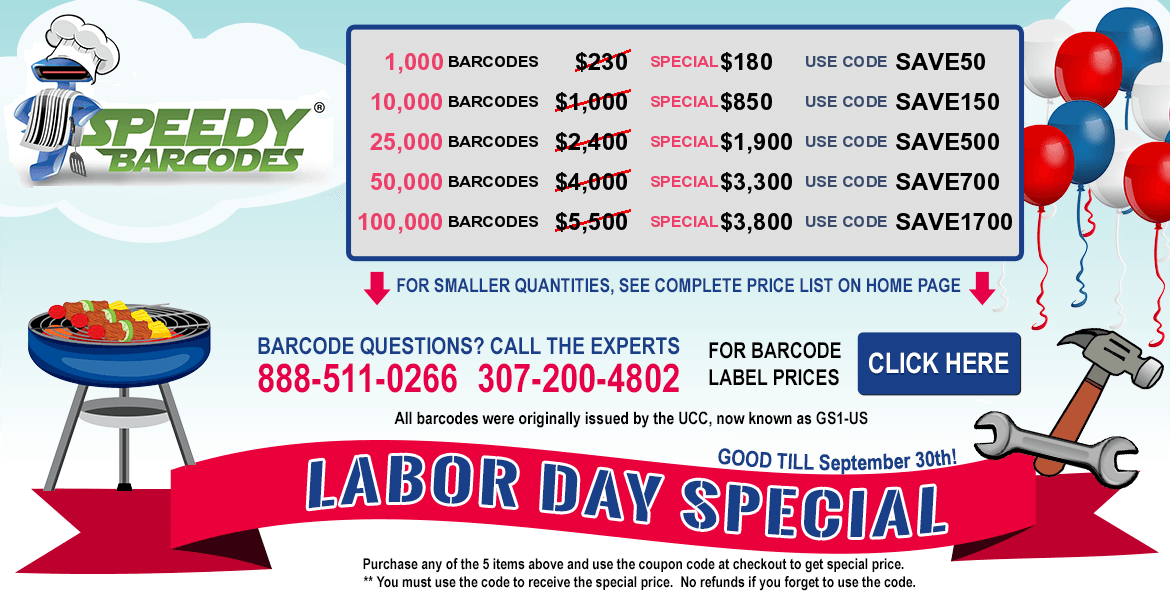 SPEEDY®
BARCODES
1,000 BARCODES $230 SPECIAL $180 USE CODE SAVE50
10,000 BARCODES $1,000 SPECIAL $850 USE CODE SAVE150
25,000 BARCODES $2,400 SPECIAL $1,900 USE CODE SAVE500
50,000 BARCODES $4,000 SPECIAL $3,300 USE CODE SAVE700
100,000 BARCODES $5,500 SPECIAL $3,800 USE CODE SAVE1700
FOR SMALLER QUANTITIES, SEE COMPLETE PRICE LIST ON HOME PAGE
BARCODE QUESTIONS? CALL THE EXPERTS
888-511-0266 307-200-4802
FOR BARCODE
LABEL PRICES
CLICK HERE
All barcodes were originally issued by the UCC, now known as GS1-US
GOOD TILL September 30th!
LABOR DAY SPECIAL
Purchase any of the 5 items above and use the coupon code at checkout to get special price.
** You must use the code to receive the special price. No refunds if you forget to use the code.